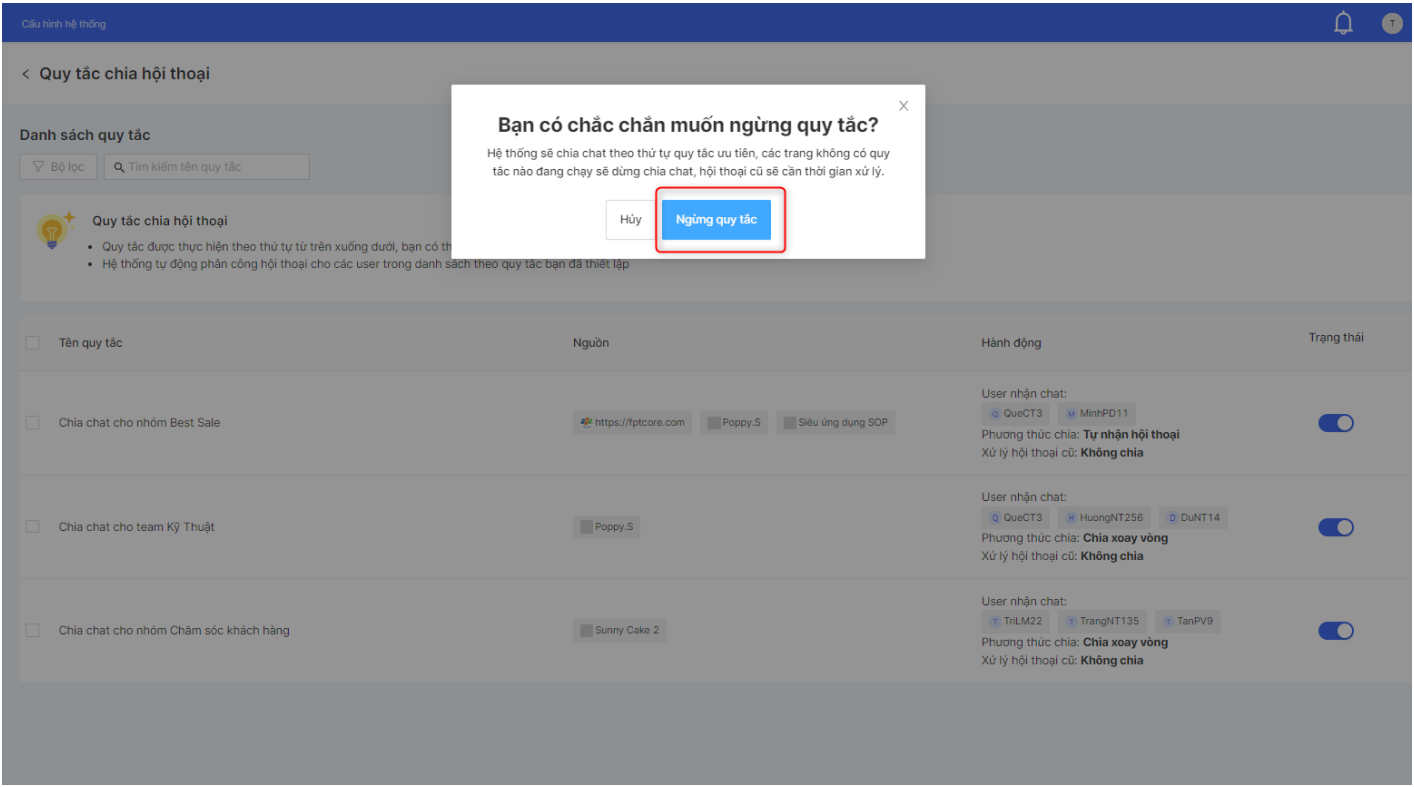 Cấu hình hệ thống
T
< Quy tắc chia hội thoại
Bạn có chắc chắn muốn ngừng quy tắc?
Hệ thống sẽ chia chat theo thứ tự quy tắc ưu tiên, các trang không có quy
tắc nào đang chạy sẽ dừng chia chat, hội thoại cũ sẽ cần thời gian xử lý.
Hủy Ngừng quy tắc
Danh sách quy tắc
Bộ lọc Tìm kiếm tên quy tắc
Quy tắc chia hội thoại
• Quy tắc được thực hiện theo thứ tự từ trên xuống dưới, bạn có th
• Hệ thống tự động phân công hội thoại cho các user trong danh sách theo quy tắc bạn đã thiết lập
Tên quy tắc Nguồn Hành động Trạng thái
Chia chat cho nhóm Best Sale
https://fptcore.com Poppy.S Siêu ứng dụng SOP
User nhận chat:
Q QueCT3 M MinhPD11
Phương thức chia: Tự nhận hội thoại
Xử lý hội thoại cũ: Không chia
Chia chat cho team Kỹ Thuật
Poppy.S
User nhận chat:
Q QueCT3 H HuongNT256 D DuNT14
Phương thức chia: Chia xoay vòng
Xử lý hội thoại cũ: Không chia
Chia chat cho nhóm Chăm sóc khách hàng
Sunny Cake 2
User nhận chat:
T TriLM22 T TrangNT135 T TanPV9
Phương thức chia: Chia xoay vòng
Xử lý hội thoại cũ: Không chia